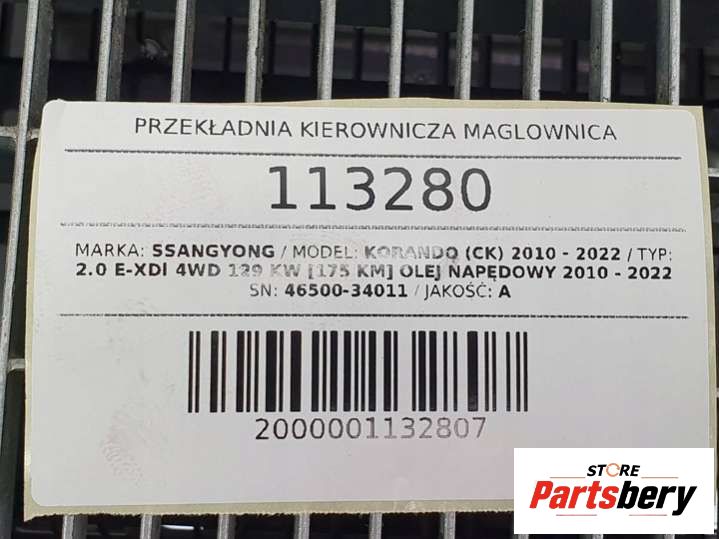 PRZEKŁADNIA KIEROWNICZA MAGLOWNICA
113280
MARKA: SSANGYONG / MODEL: KORANDO (CK) 2010 - 2022 / TYP:
2.0 E-XDI 4WD 129 KW [175 KM] OLEJ NAPĘDOWY 2010 - 2022
SN: 46500-34011 / JAKOŚĆ: A
2000001132807
STORE
Partsbery